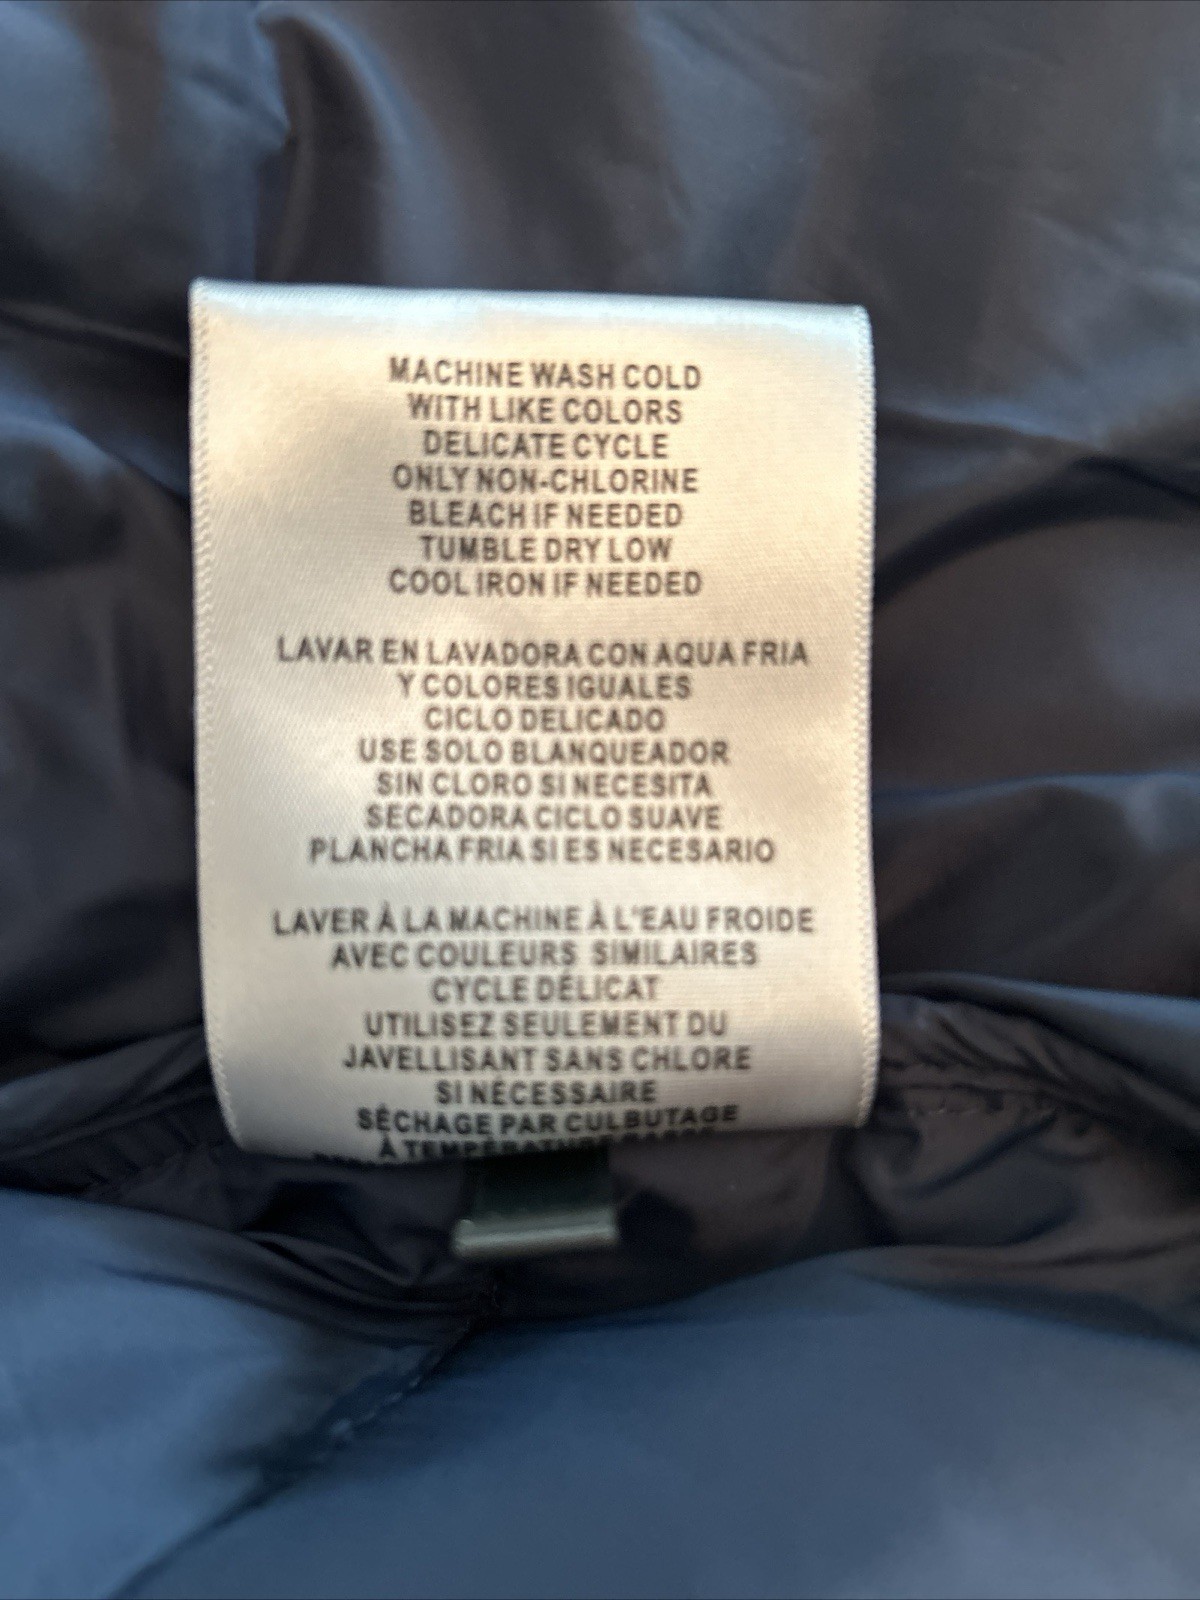 MACHINE WASH COLD
WITH LIKE COLORS
DELICATE CYCLE
ONLY NON-CHLORINE
BLEACH IF NEEDED
TUMBLE DRY LOW
COOL IRON IF NEEDED
LAVAR EN LAVADORA CON AQUA FRIA
Y COLORES IGUALES
CICLO DELICADO
USE SOLO BLANQUEADOR
SIN CLORO SI NECESITA
SECADORA CICLO SUAVE
PLANCHA FRIA SI ES NECESARIO
LAVER À LA MACHINE À L'EAU FROIDE
AVEC COULEURS SIMILAIRES
CYCLE DÉLICAT
UTILISEZ SEULEMENT DU
JAVELLISANT SANS CHLORE
SI NÉCESSAIRE
SÉCHAGE PAR CULBUTAGE
À TEMPÉRATURE